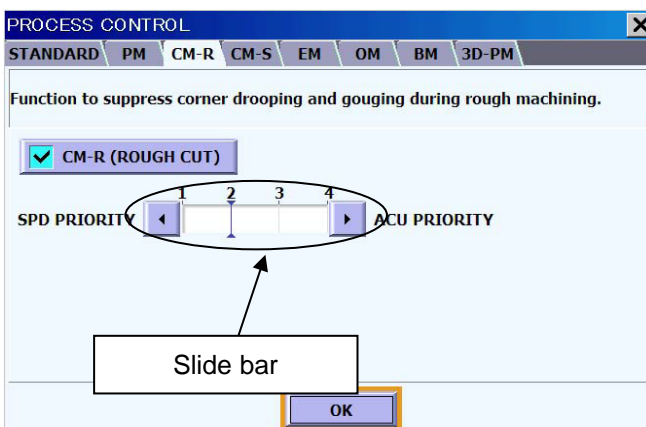 PROCESS CONTROL
STANDARD PM CM-R CM-S EM OM BM 3D-PM
Function to suppress corner drooping and gouging during rough machining.
CM-R (ROUGH CUT)
1 2 3 4
SPD PRIORITY ACU PRIORITY
Slide bar
OK